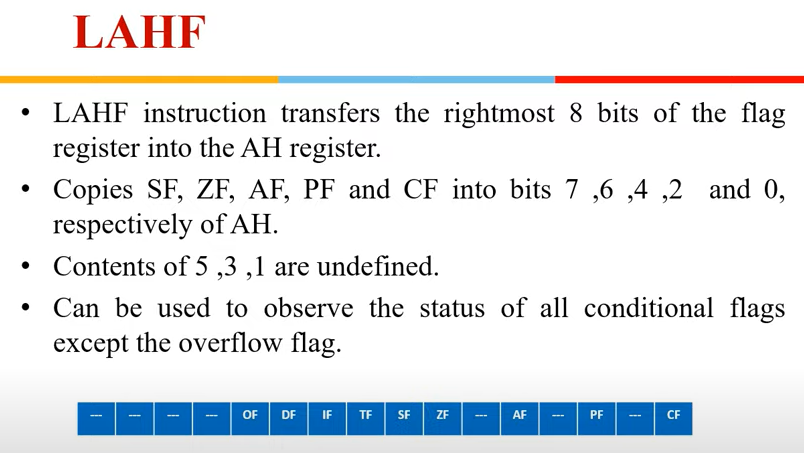 LAHF
• LAHF instruction transfers the rightmost 8 bits of the flag
register into the AH register.
• Copies SF, ZF, AF, PF and CF into bits 7 ,6 ,4 ,2 and 0,
respectively of AH.
• Contents of 5 ,3 ,1 are undefined.
• Can be used to observe the status of all conditional flags
except the overflow flag.
--- --- --- --- OF DF IF TF SF ZF --- AF --- PF --- CF